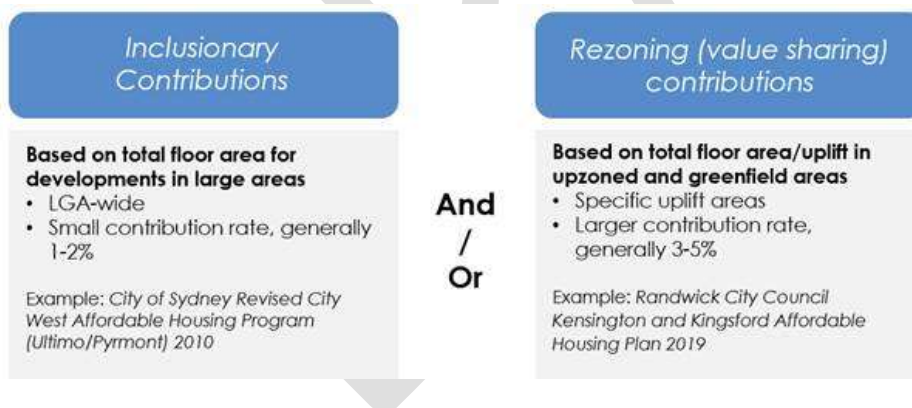 Inclusionary
Contributions
Based on total floor area for
developments in large areas
• LGA-wide
• Small contribution rate, generally
1-2%
Example: City of Sydney Revised City
West Affordable Housing Program
(Ultimo/Pyrmont) 2010
And
/
Or
Rezoning (value sharing)
contributions
Based on total floor area/uplift in
upzoned and greenfield areas
• Specific uplift areas
• Larger contribution rate,
generally 3-5%
Example: Randwick City Council
Kensington and Kingsford Affordable
Housing Plan 2019